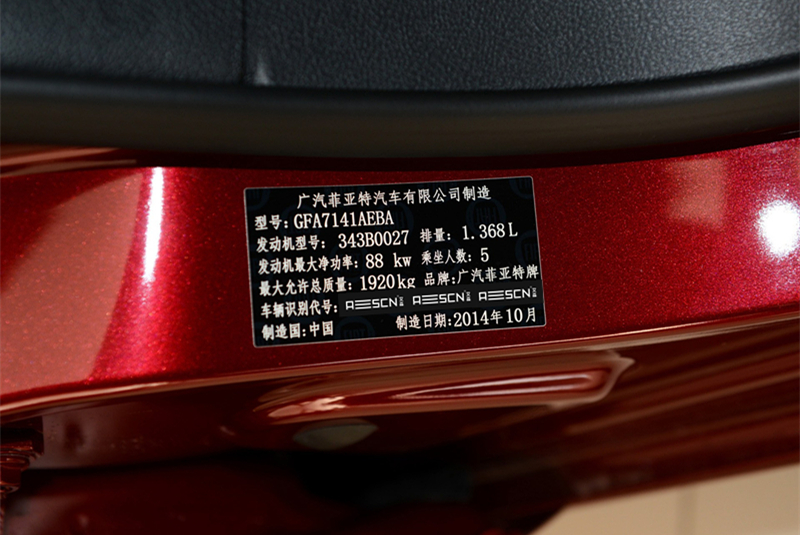 广汽菲亚特汽车有限公司制造
型号:GFA7141AEBA
发动机型号: 343B0027 排量: 1.368L
发动机最大净功率: 88 kw 乘坐人数: 5
最大允许总质量: 1920kg 品牌:广汽菲亚特牌
车辆识别代号:
制造国:中国 制造日期:2014年10月